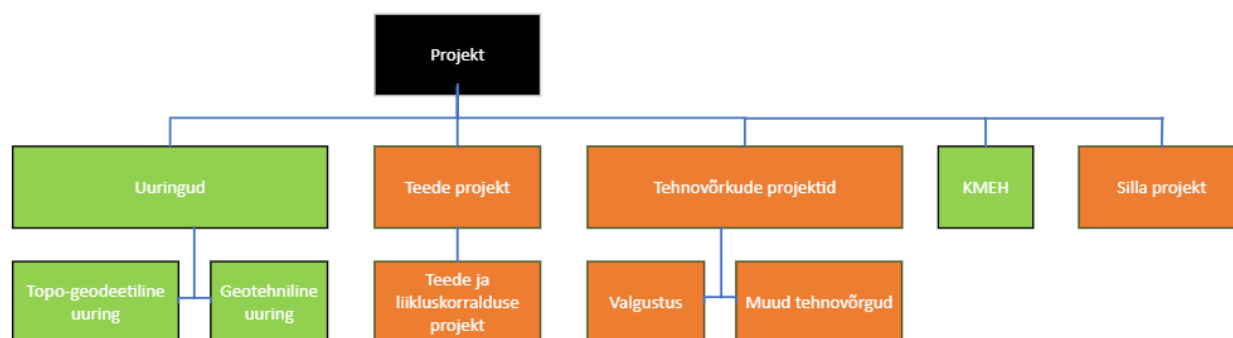 Projekt
Uuringud
Teede projekt
Tehnovõrkude projektid
KMEH
Silla projekt
Topo-geodeetiline
uuring
Geotehniline
uuring
Teede ja
liikluskorralduse
projekt
Valgustus
Muud tehnovõrgud